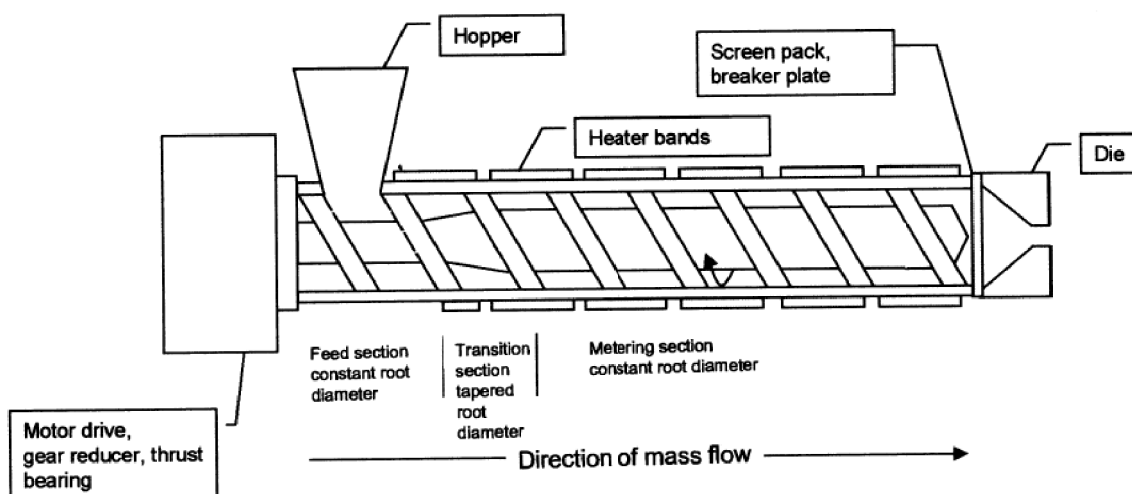 Hopper
Screen pack,
breaker plate
Heater bands
Die
Feed section
constant root
diameter
Transition
section
tapered
root
diameter
Metering section
constant root diameter
Motor drive,
gear reducer, thrust
bearing
Direction of mass flow